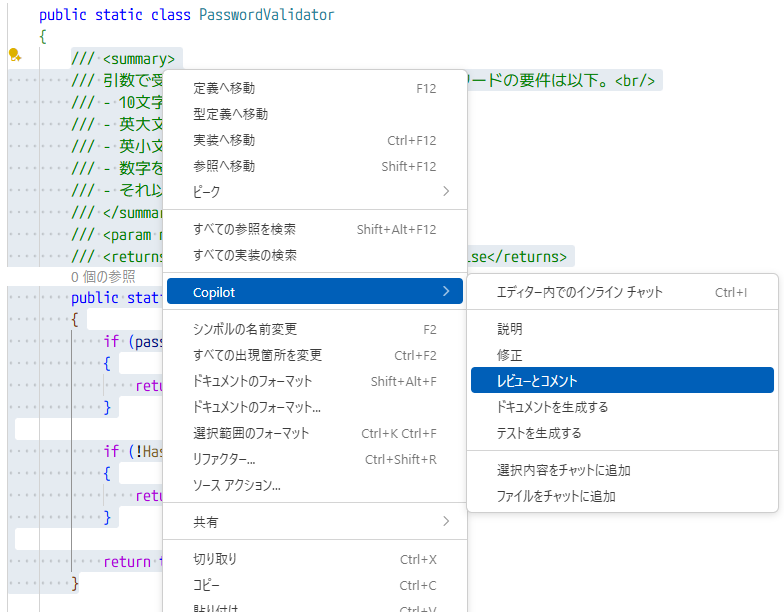 public static class PasswordValidator
{
/// <summary>
/// 引数で受 ードの要件は以下。<br/>
/// - 10文字
/// - 英大文
/// - 英小文
/// - 数字を
/// - それ以
/// </summar
/// <param n
/// <returns lse</returns>
0 個の参照
public stat
{
if (pass
{
retu
}
if (!Has
{
retu
}
return t
}
定義へ移動 F12
型定義へ移動
実装へ移動 Ctrl+F12
参照へ移動 Shift+F12
ピーク
すべての参照を検索 Shift+Alt+F12
すべての実装の検索
Copilot
シンボルの名前変更 F2
すべての出現箇所を変更 Ctrl+F2
ドキュメントのフォーマット Shift+Alt+F
ドキュメントのフォーマット...
選択範囲のフォーマット Ctrl+K Ctrl+F
リファクター... Ctrl+Shift+R
ソース アクション...
共有
切り取り Ctrl+X
コピー Ctrl+C
貼り付け Ctrl+V
エディター内でのインライン チャット Ctrl+I
説明
修正
レビューとコメント
ドキュメントを生成する
テストを生成する
選択内容をチャットに追加
ファイルをチャットに追加